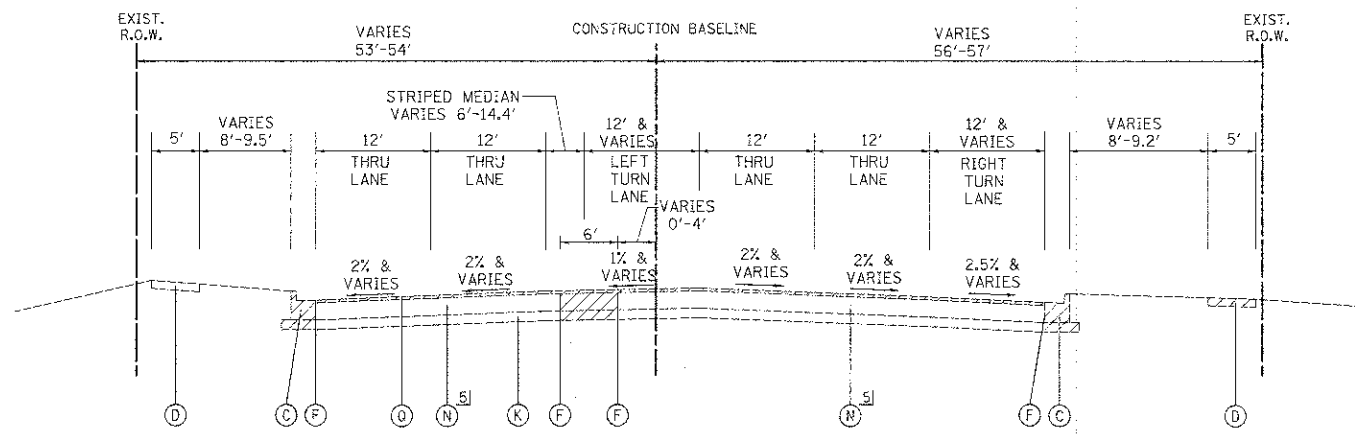 EXIST.
R.O.W.
VARIES
53'-54'
CONSTRUCTION BASELINE
VARIES
56'-57'
EXIST.
R.O.W.
STRIPED MEDIAN
VARIES 6'-14.4'
5'
VARIES
8'-9.5'
12'
THRU
LANE
12'
THRU
LANE
12' &
VARIES
LEFT
TURN
LANE
12'
THRU
LANE
12'
THRU
LANE
12' &
VARIES
RIGHT
TURN
LANE
VARIES
8'-9.2'
5'
VARIES
0'-4'
6'
2% &
VARIES
2% &
VARIES
1% &
VARIES
2% &
VARIES
2% &
VARIES
2.5% &
VARIES
D
C
F
Q
N
5
K
F
F
N
5
F
C
D